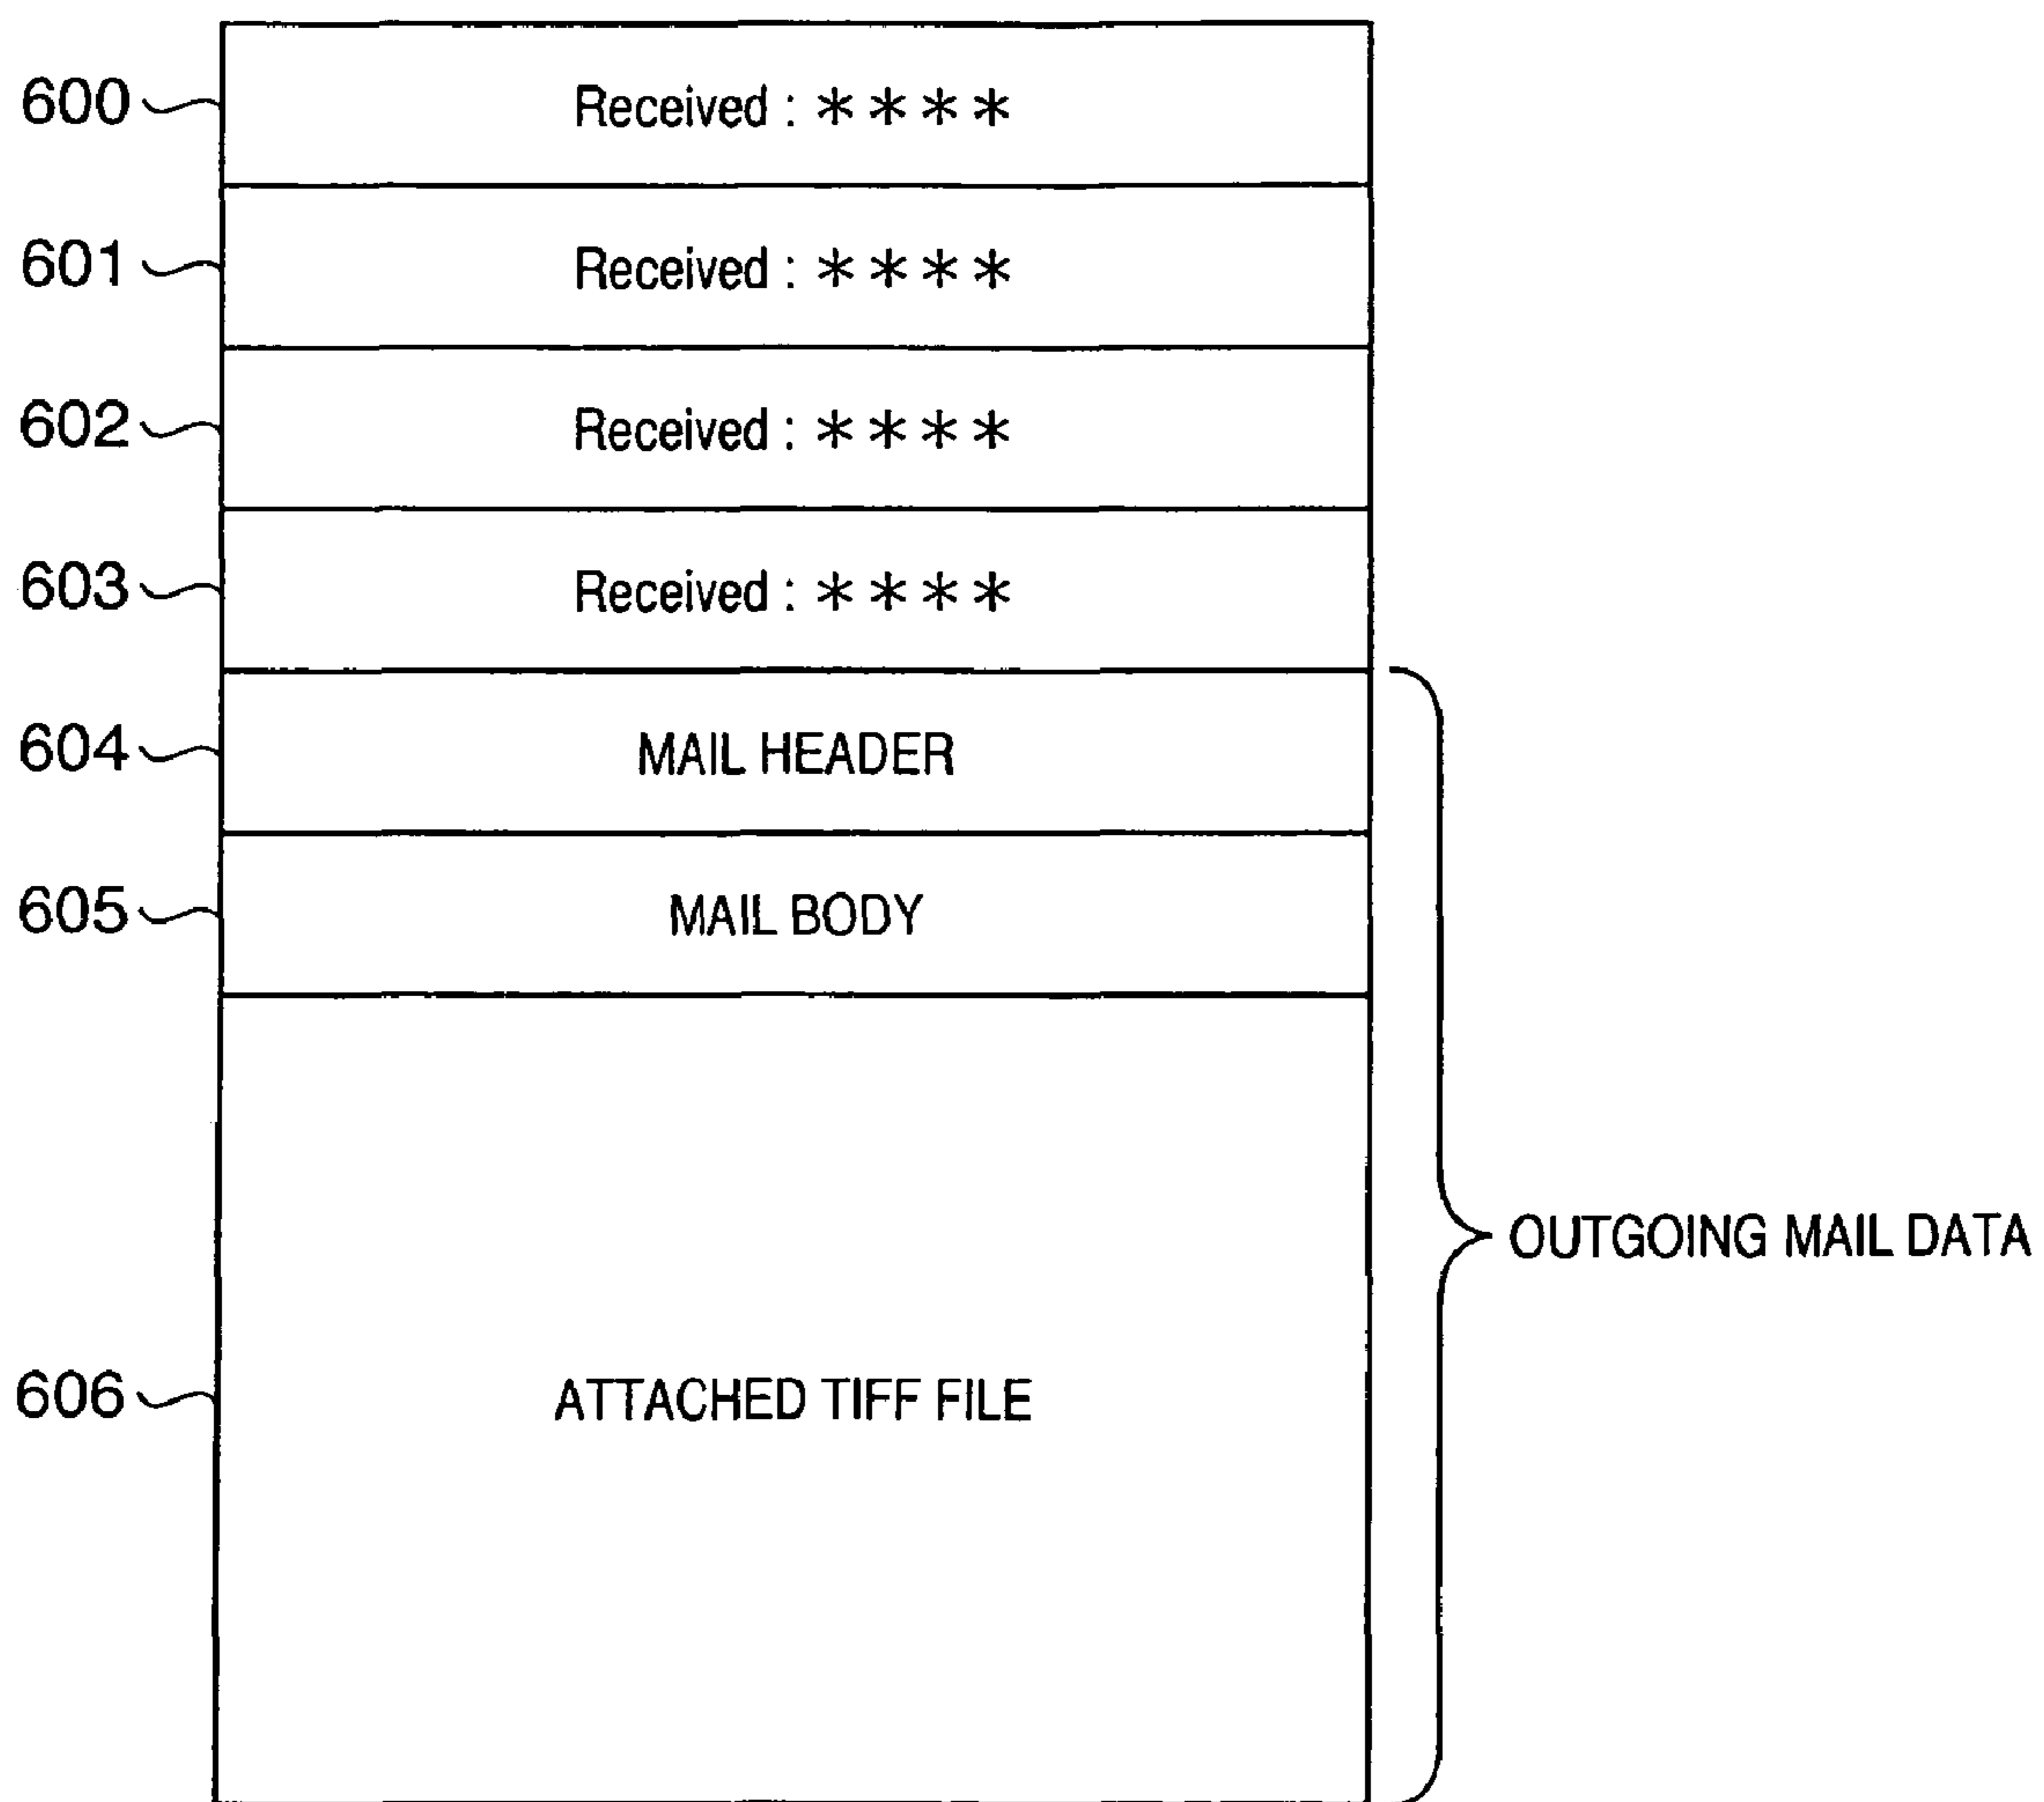 600 Received : ****
601 Received : ****
602 Received : ****
603 Received : ****
604 MAIL HEADER
605 MAIL BODY
OUTGOING MAIL DATA
606 ATTACHED TIFF FILE